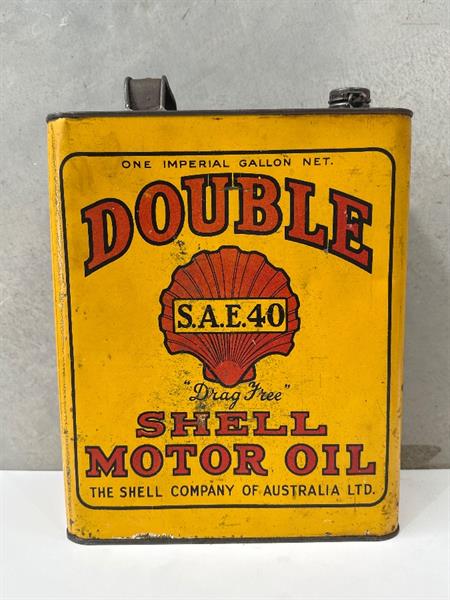 ONE IMPERIAL GALLON NET.
DOUBLE
S.A.E.40
"Drag Free"
SHELL
MOTOR OIL
THE SHELL COMPANY OF AUSTRALIA LTD.